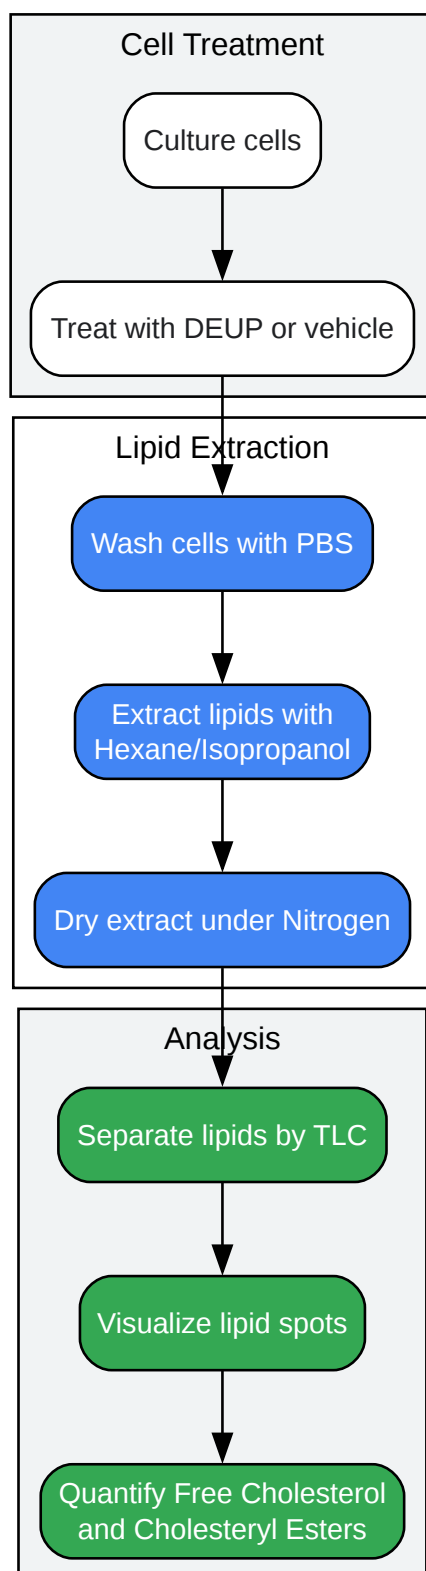 Cell Treatment
Culture cells
Treat with DEUP or vehicle
Lipid Extraction
Wash cells with PBS
Extract lipids with
Hexane/Isopropanol
Dry extract under Nitrogen
Analysis
Separate lipids by TLC
Visualize lipid spots
Quantify Free Cholesterol
and Cholesteryl Esters